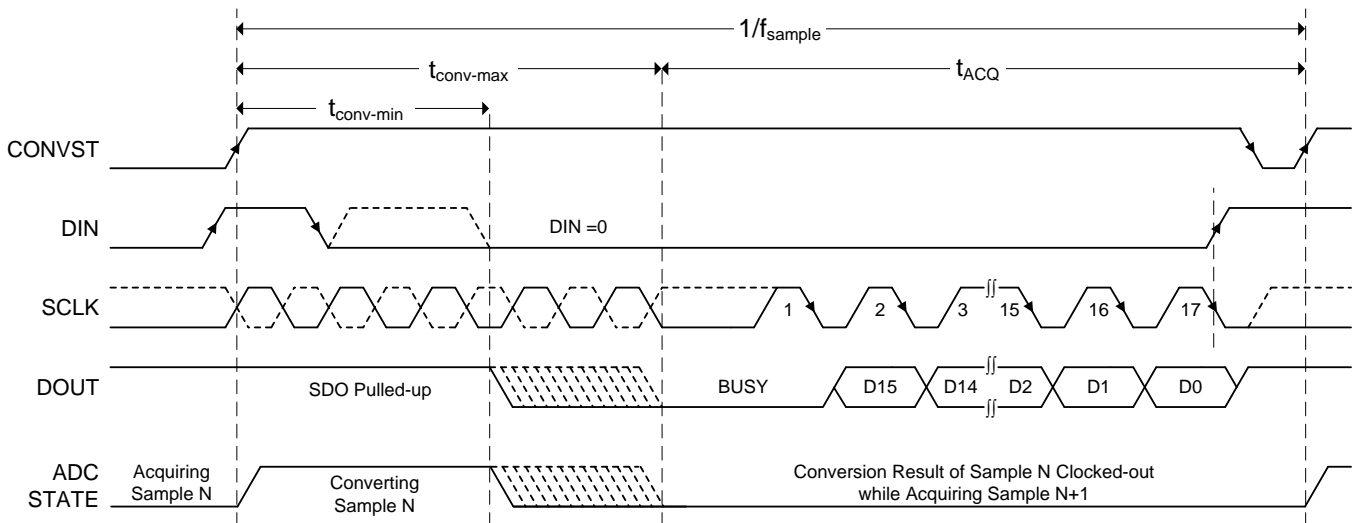 1/fsample
tconv-max
tACQ
tconv-min
CONVST
DIN
DIN =0
SCLK
1 2 3 ∫∫ 15 16 17
DOUT
SDO Pulled-up
BUSY
D15 D14 ∫∫ D2 D1 D0
∫∫
ADC
STATE
Acquiring
Sample N
Converting
Sample N
Conversion Result of Sample N Clocked-out
while Acquiring Sample N+1